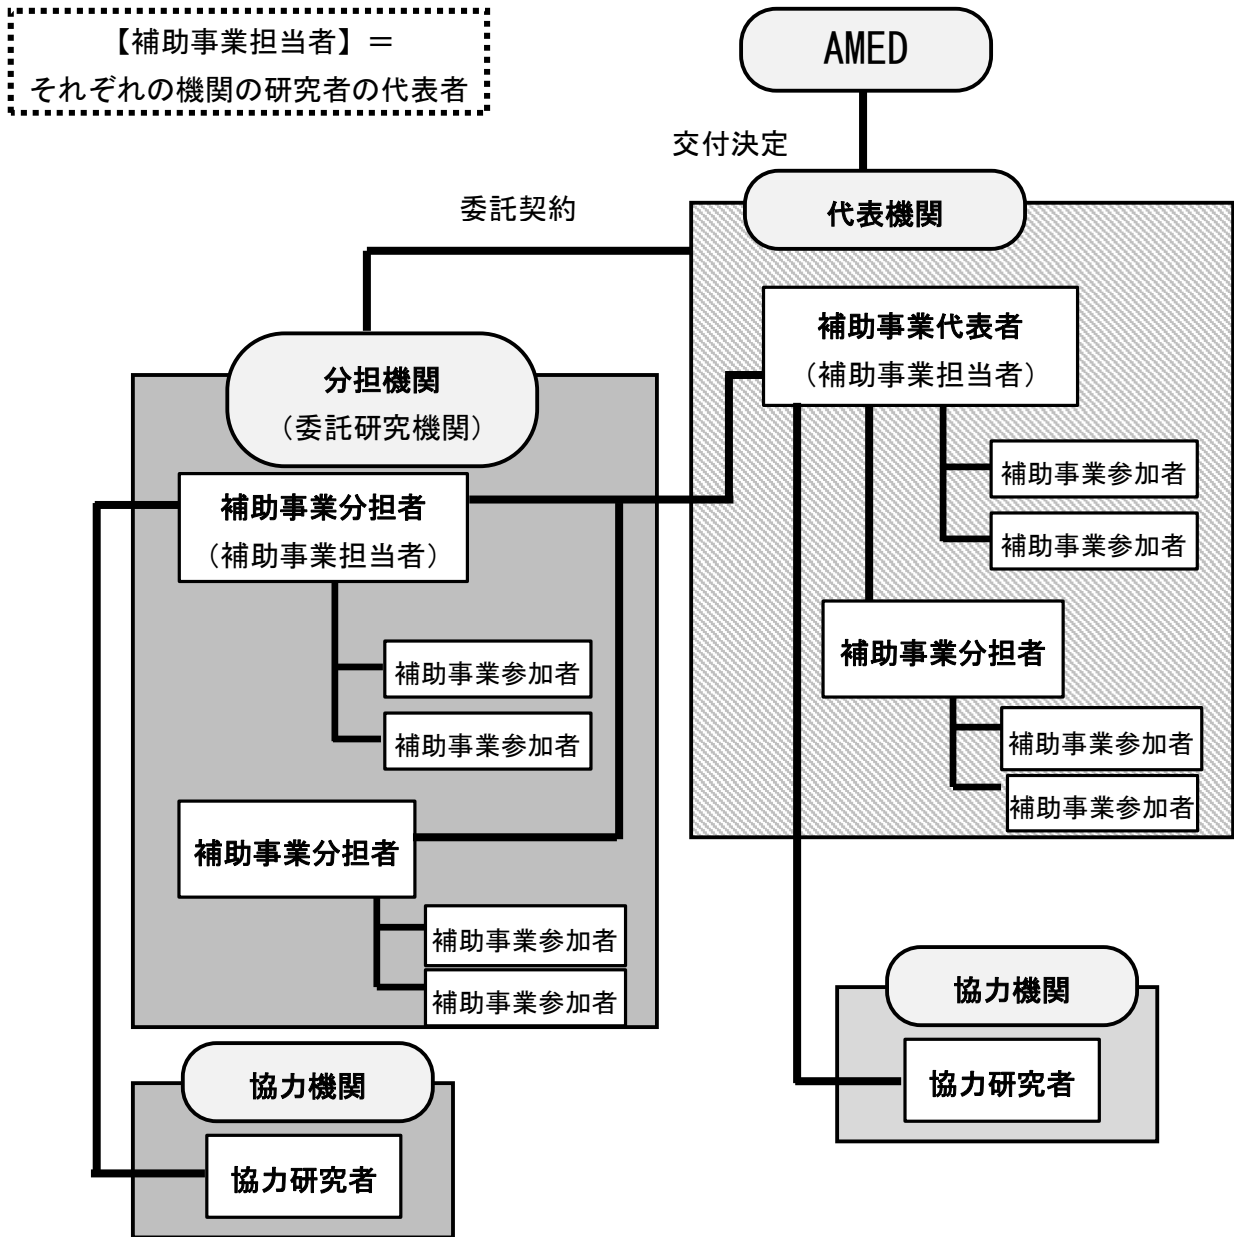 【補助事業担当者】＝
それぞれの機関の研究者の代表者
AMED
交付決定
委託契約
代表機関
補助事業代表者
（補助事業担当者）
補助事業参加者
補助事業参加者
補助事業分担者
補助事業参加者
補助事業参加者
分担機関
（委託研究機関）
補助事業分担者
（補助事業担当者）
補助事業参加者
補助事業参加者
補助事業分担者
補助事業参加者
補助事業参加者
協力機関
協力研究者
協力機関
協力研究者